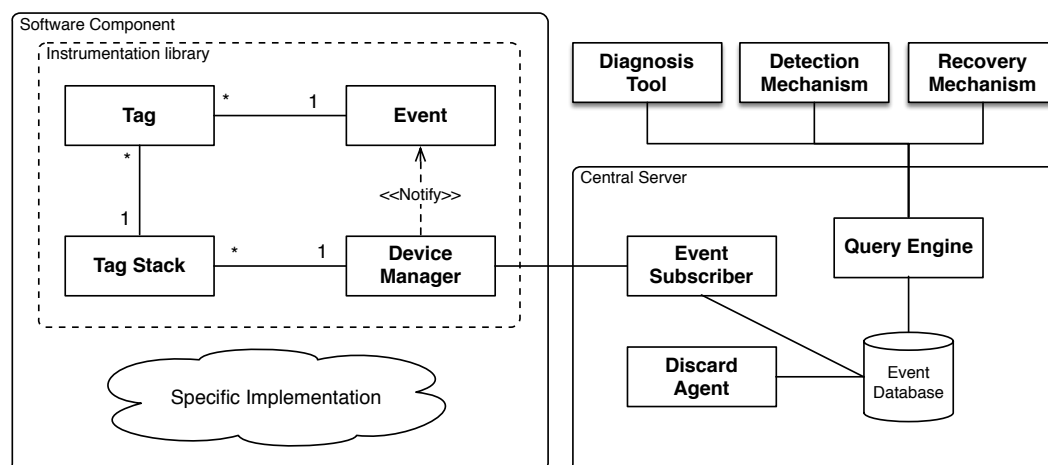 Software Component
Instrumentation library
Tag
*
1
Event
*
1
<<Notify>>
Tag Stack
*
1
Device
Manager
Specific Implementation
Diagnosis
Tool
Detection
Mechanism
Recovery
Mechanism
Central Server
Event
Subscriber
Query Engine
Discard
Agent
Event
Database